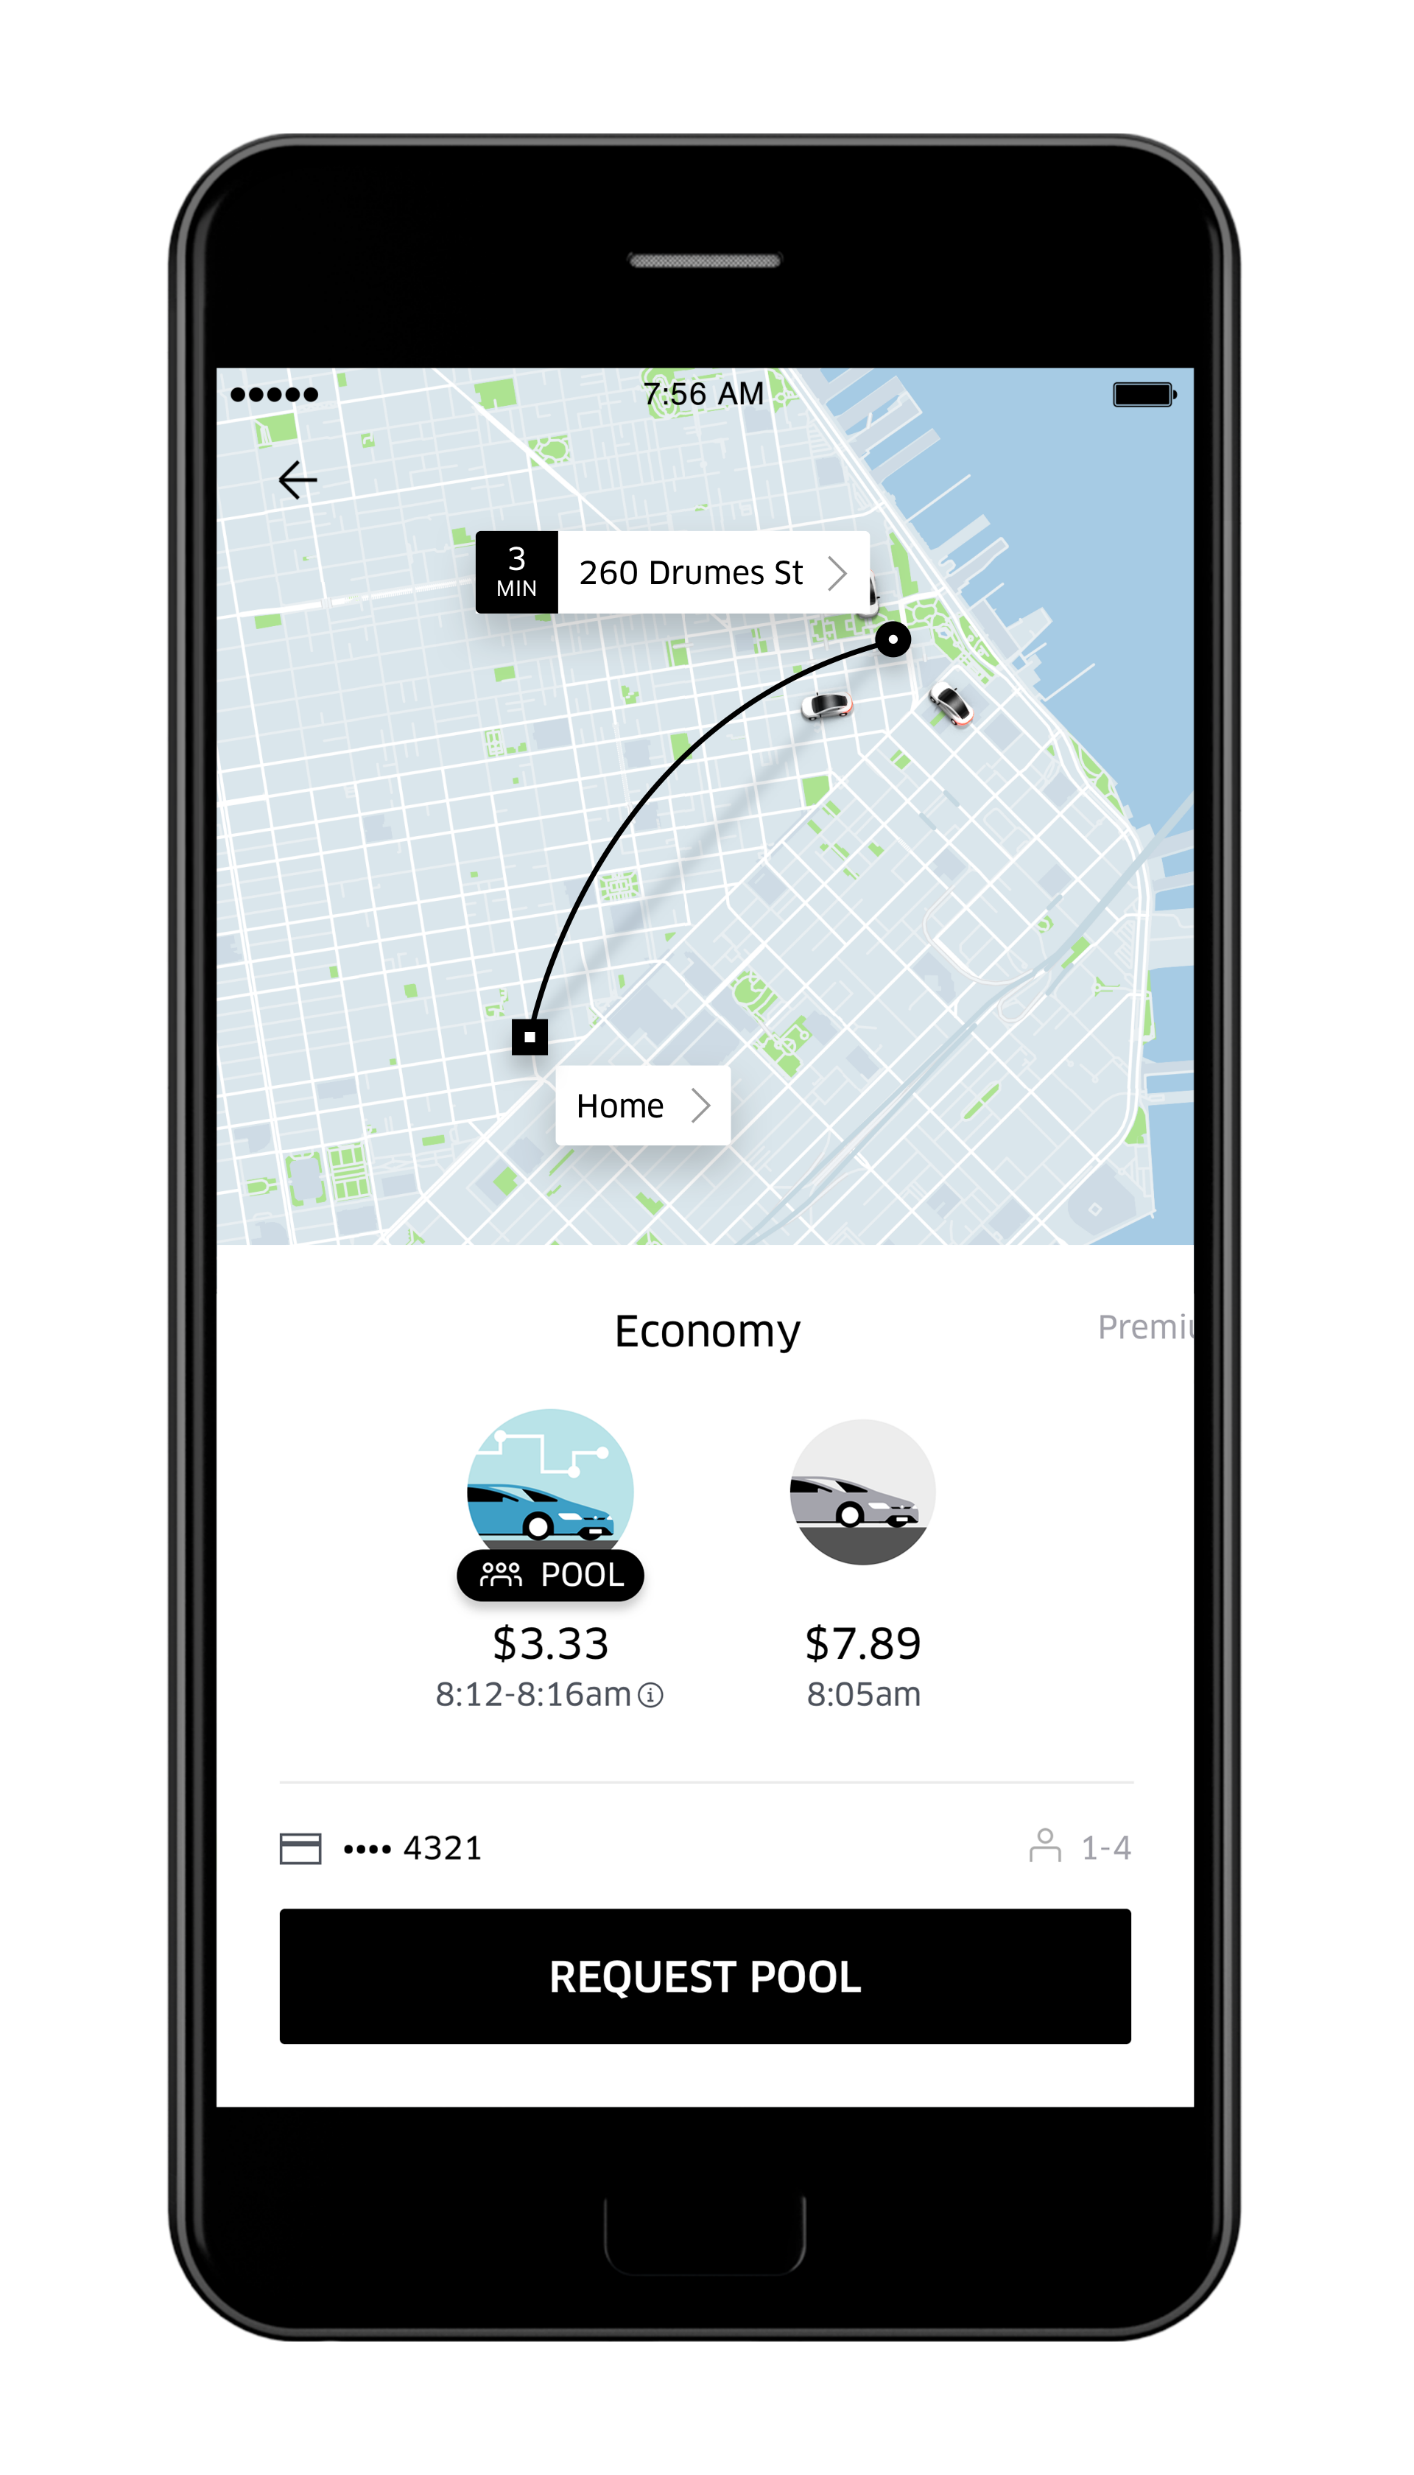 7:56 AM
3
MIN
260 Drumes St
Home
Economy
Premiu
POOL
$3.33
$7.89
8:12-8:16am
8:05am
•••• 4321
1-4
REQUEST POOL